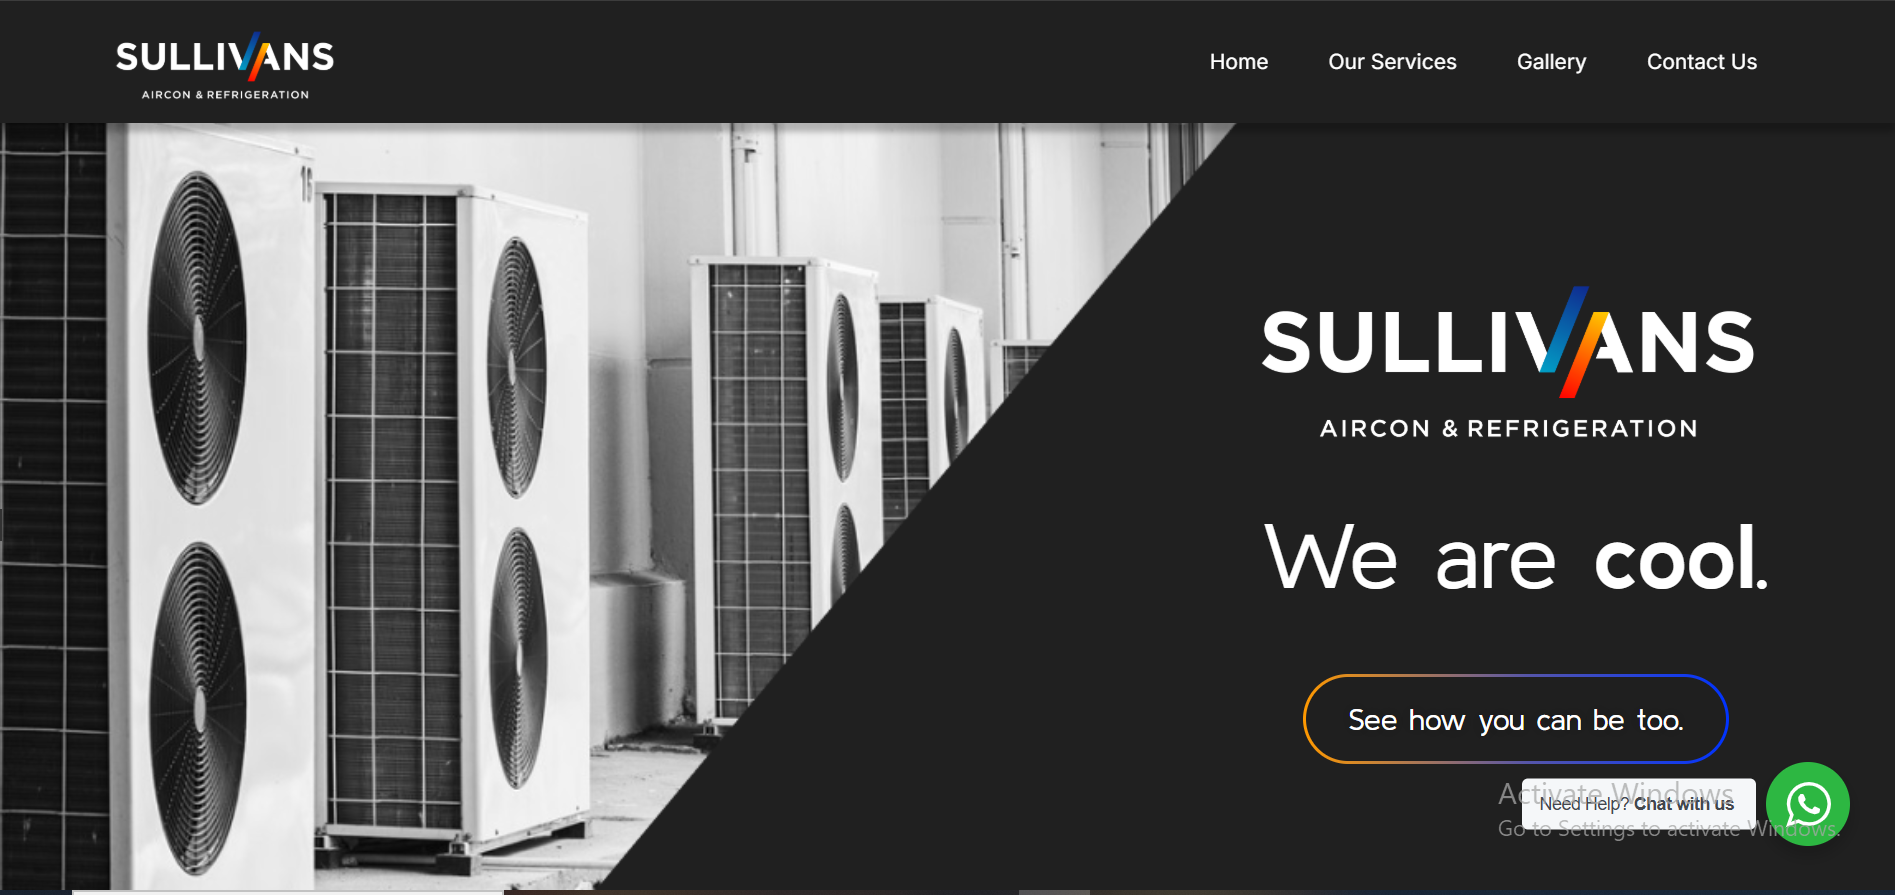 SULLIVANS
AIRCON & REFRIGERATION
Home
Our Services
Gallery
Contact Us
SULLIVANS
AIRCON & REFRIGERATION
We are cool.
See how you can be too.
Activate Windows
Need Help? Chat with us
Go to Settings to activate Windows.